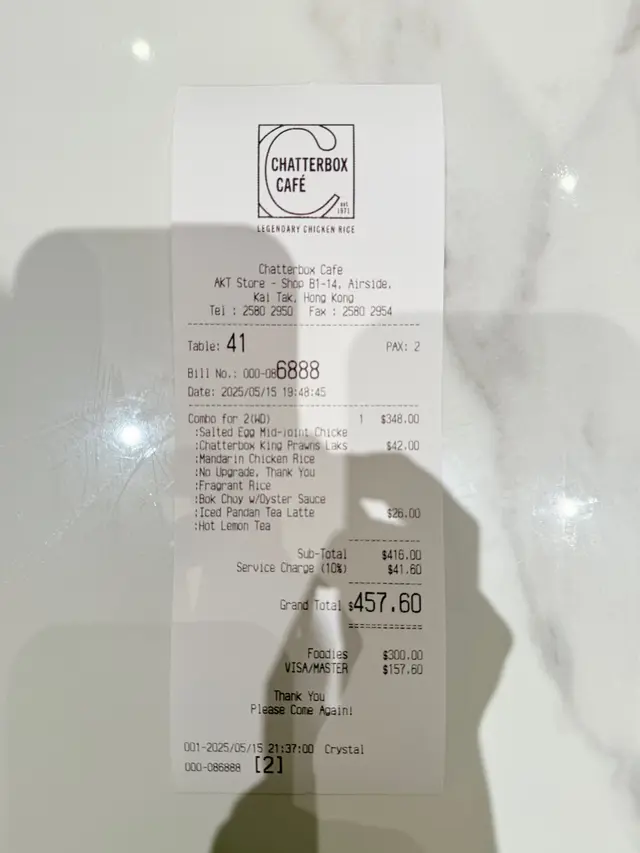 CHATTERBOX
CAFÉ
est.
1971
LEGENDARY CHICKEN RICE
Chatterbox Cafe
AKT Store - Shop B1-14, Airside,
Kai Tak, Hong Kong
Tel : 2580 2950 Fax : 2580 2954
Table: 41 PAX: 2
Bill No.: 000-086888
Date: 2025/05/15 19:48:45
Combo for 2(WD) 1 $348.00
:Salted Egg Mid-joint Chicke
:Chatterbox King Prawns Laks $42.00
:Mandarin Chicken Rice
:No Upgrade, Thank You
:Fragrant Rice
:Bok Choy w/Oyster Sauce
:Iced Pandan Tea Latte $26.00
:Hot Lemon Tea
Sub-Total $416.00
Service Charge (10%) $41.60
Grand Total $457.60
Foodies $300.00
VISA/MASTER $157.60
Thank You
Please Come Again!
001-2025/05/15 21:37:00 Crystal
000-086888 [2]